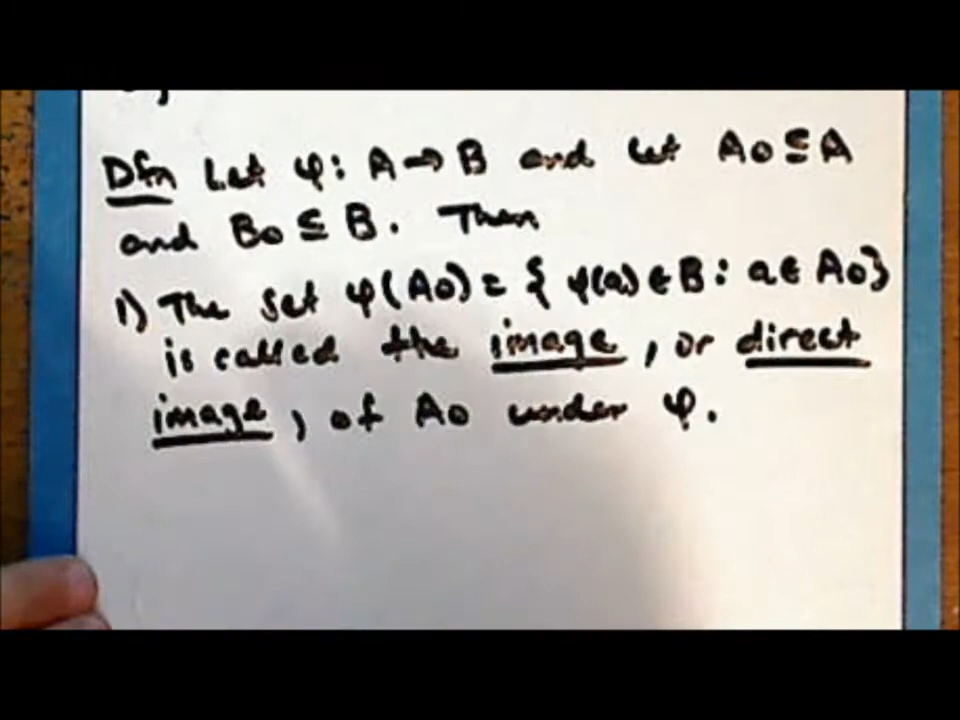 Dfn Let φ: A→B and let A₀⊆A
and B₀⊆B. Then
1) The set φ(A₀)={φ(a)∈B: a∈A₀}
is called the image, or direct
image, of A₀ under φ.